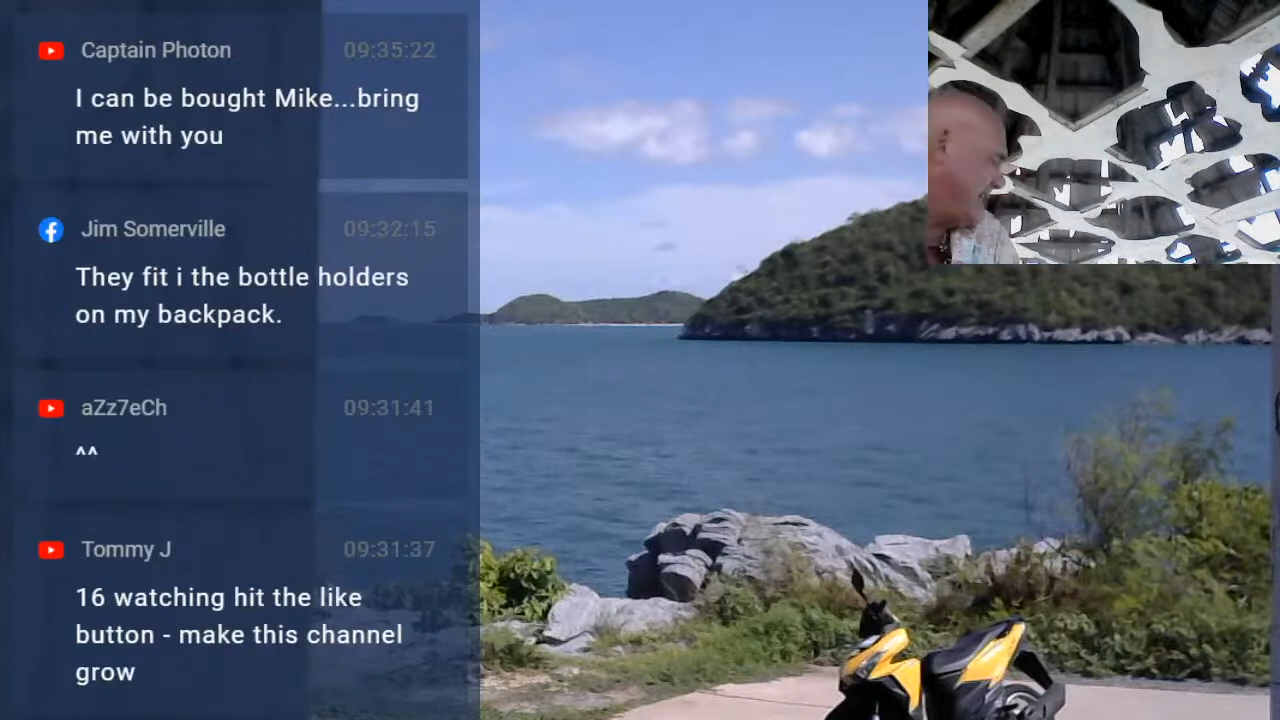 Captain Photon 09:35:22
I can be bought Mike...bring
me with you
Jim Somerville 09:32:15
They fit i the bottle holders
on my backpack.
aZz7eCh 09:31:41
^^
Tommy J 09:31:37
16 watching hit the like
button - make this channel
grow